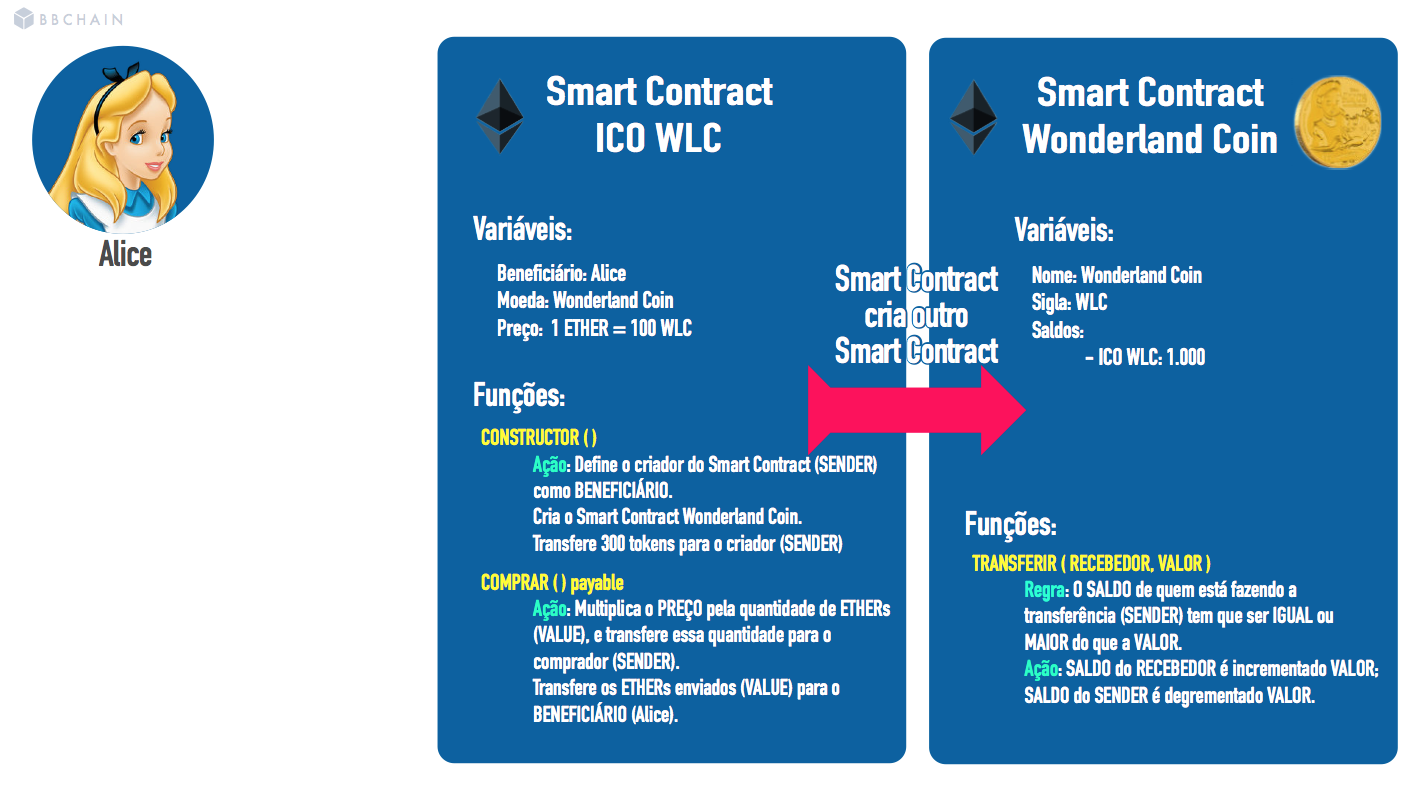 BBCHAIN
Alice
Smart Contract
ICO WLC
Variáveis:
Beneficiário: Alice
Moeda: Wonderland Coin
Preço: 1 ETHER = 100 WLC
Funções:
CONSTRUCTOR ( )
Ação: Define o criador do Smart Contract (SENDER)
como BENEFICIÁRIO.
Cria o Smart Contract Wonderland Coin.
Transfere 300 tokens para o criador (SENDER)
COMPRAR ( ) payable
Ação: Multiplica o PREÇO pela quantidade de ETHERs
(VALUE), e transfere essa quantidade para o
comprador (SENDER).
Transfere os ETHERs enviados (VALUE) para o
BENEFICIÁRIO (Alice).
Smart Contract
cria outro
Smart Contract
Smart Contract
Wonderland Coin
Variáveis:
Nome: Wonderland Coin
Sigla: WLC
Saldos:
- ICO WLC: 1.000
Funções:
TRANSFERIR ( RECEBEDOR, VALOR )
Regra: O SALDO de quem está fazendo a
transferência (SENDER) tem que ser IGUAL ou
MAIOR do que a VALOR.
Ação: SALDO do RECEBEDOR é incrementado VALOR;
SALDO do SENDER é degrementado VALOR.